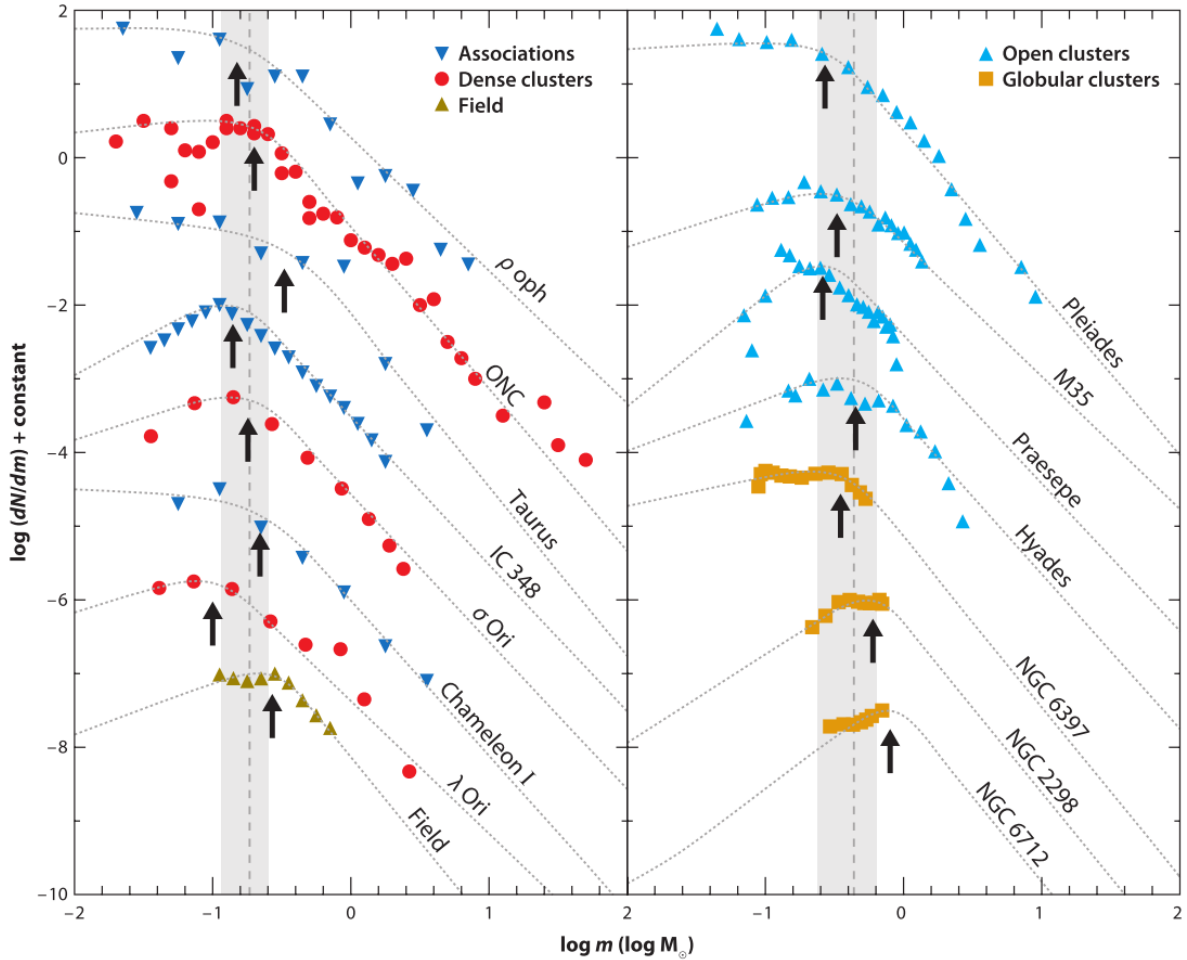 log (dN/dm) + constant
2
0
−2
−4
−6
−8
−10
Associations
Dense clusters
Field
ρ oph
ONC
Taurus
IC 348
σ Ori
Chameleon I
λ Ori
Field
Open clusters
Globular clusters
Pleiades
M35
Praesepe
Hyades
NGC 6397
NGC 2298
NGC 6712
−2
−1
0
1
2
−1
0
1
2
log m (log M☉)